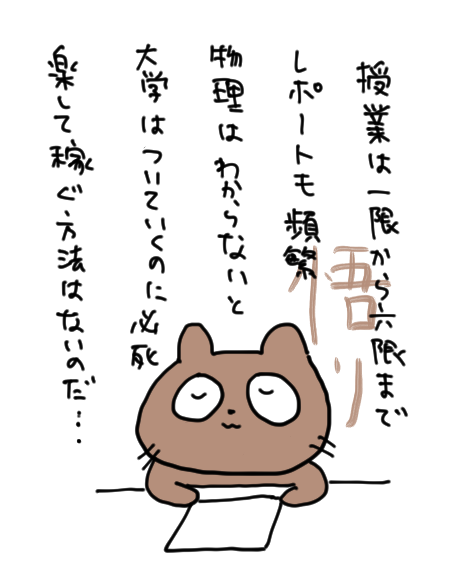 授業は一限から六限まで
レポートも頻繁
物理はわからないと
大学はついていくのに必死
楽して稼ぐ方法はないのだ…
悟り